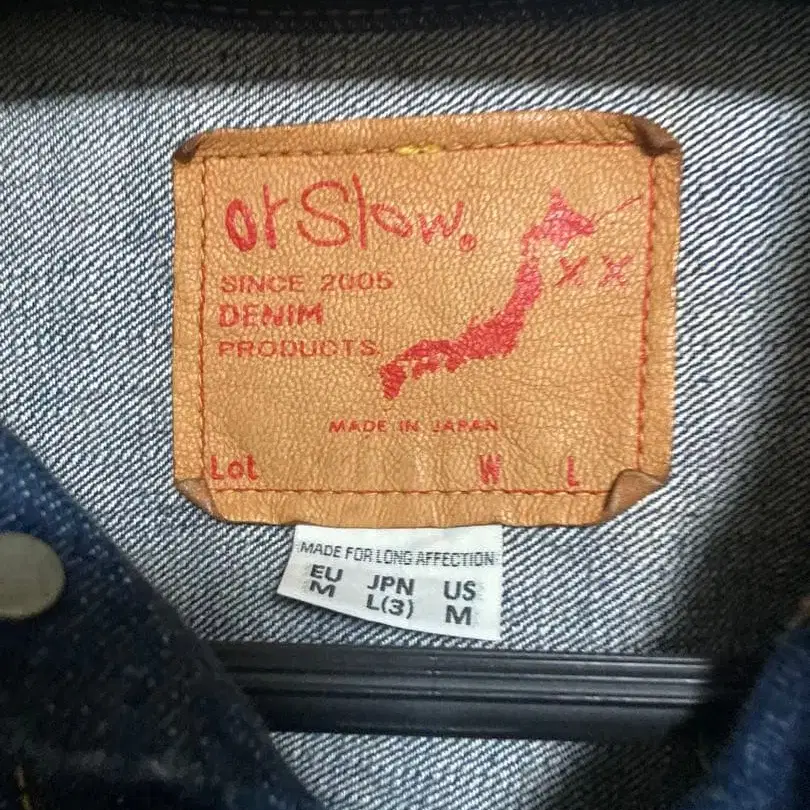 orSlow.
XX
SINCE 2005
DENIM
PRODUCTS.
MADE IN JAPAN
Lot W L
MADE FOR LONG AFFECTION
EU JPN US
M L(3) M